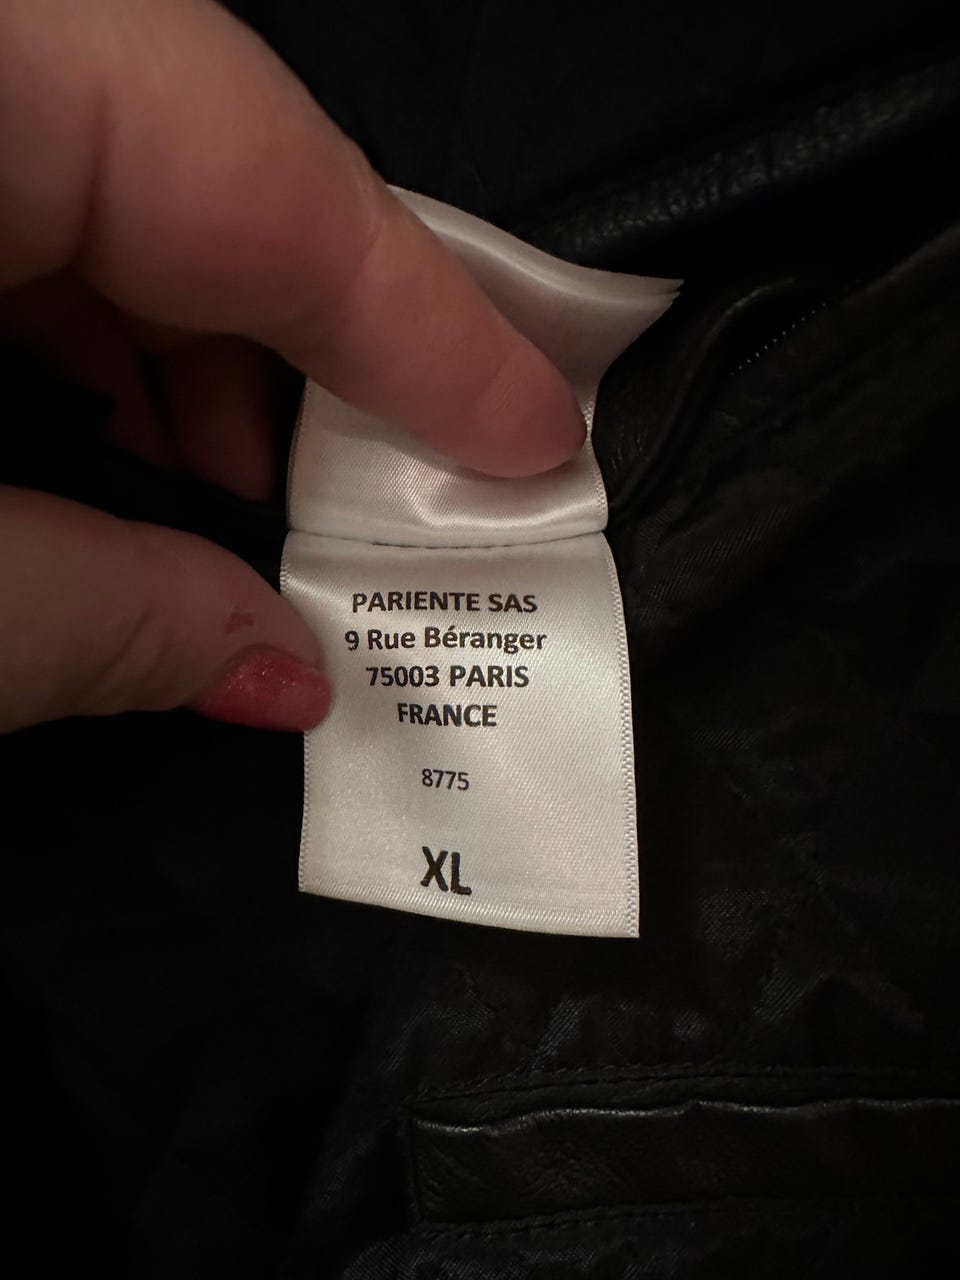 PARIENTE SAS
9 Rue Béranger
75003 PARIS
FRANCE
8775
XL